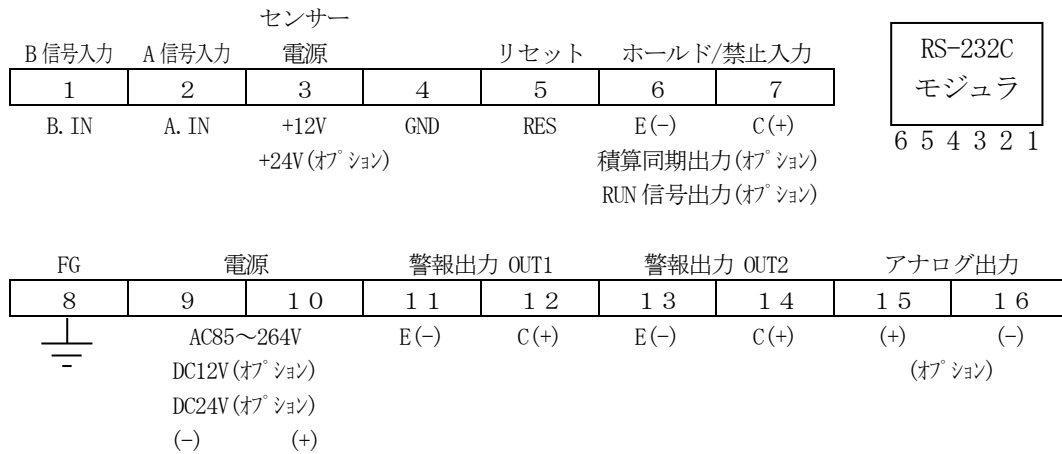 センサー
B信号入力 A信号入力 電源 リセット ホールド/禁止入力
1 2 3 4 5 6 7
B.IN A.IN +12V GND RES E(-) C(+)
+24V(ｵﾌﾟｼｮﾝ) 積算同期出力(ｵﾌﾟｼｮﾝ)
RUN信号出力(ｵﾌﾟｼｮﾝ)
RS-232C
モジュラ
6 5 4 3 2 1
FG 電源 警報出力 OUT1 警報出力 OUT2 アナログ出力
8 9 10 11 12 13 14 15 16
AC85～264V E(-) C(+) E(-) C(+) (+) (-)
DC12V(ｵﾌﾟｼｮﾝ) (ｵﾌﾟｼｮﾝ)
DC24V(ｵﾌﾟｼｮﾝ)
(-) (+)